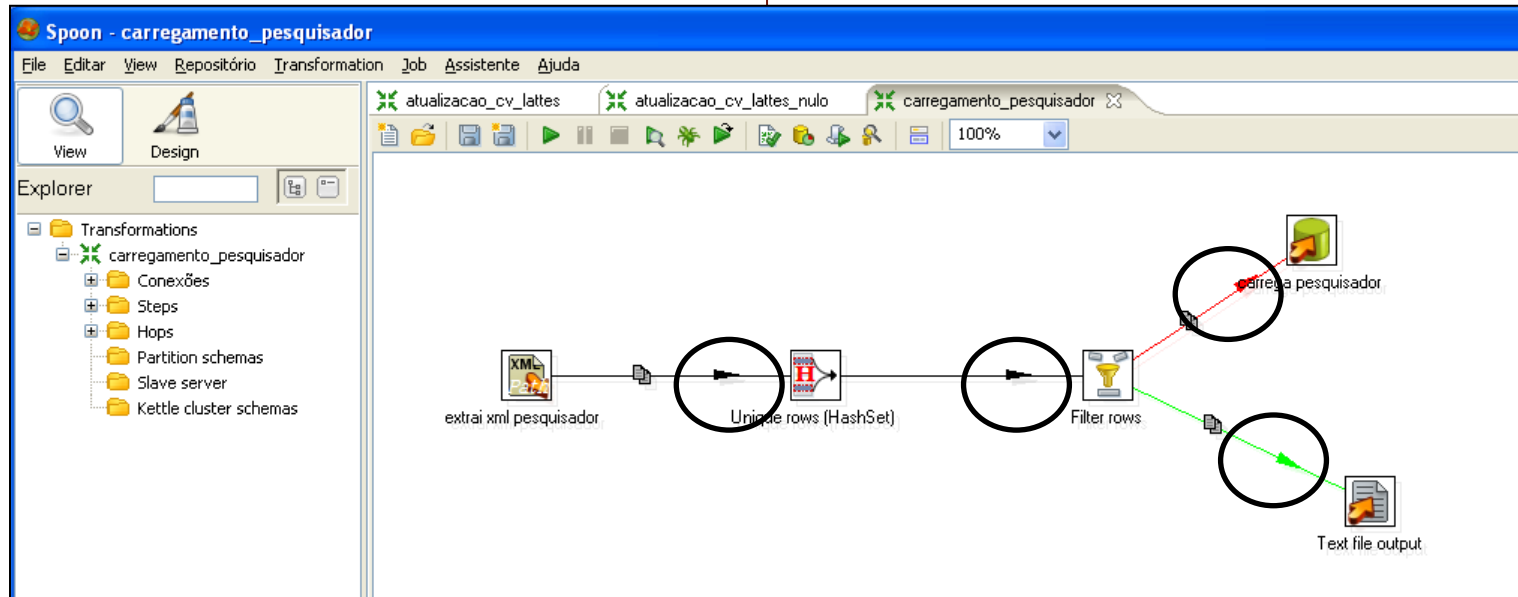 Spoon - carregamento_pesquisador
File Editar View Repositório Transformation Job Assistente Ajuda
View Design
Explorer
Transformations
carregamento_pesquisador
Conexões
Steps
Hops
Partition schemas
Slave server
Kettle cluster schemas
atualizacao_cv_lattes atualizacao_cv_lattes_nulo carregamento_pesquisador
100%
carrega pesquisador
XML
Path
H
extrai xml pesquisador Unique rows (HashSet) Filter rows
Text file output